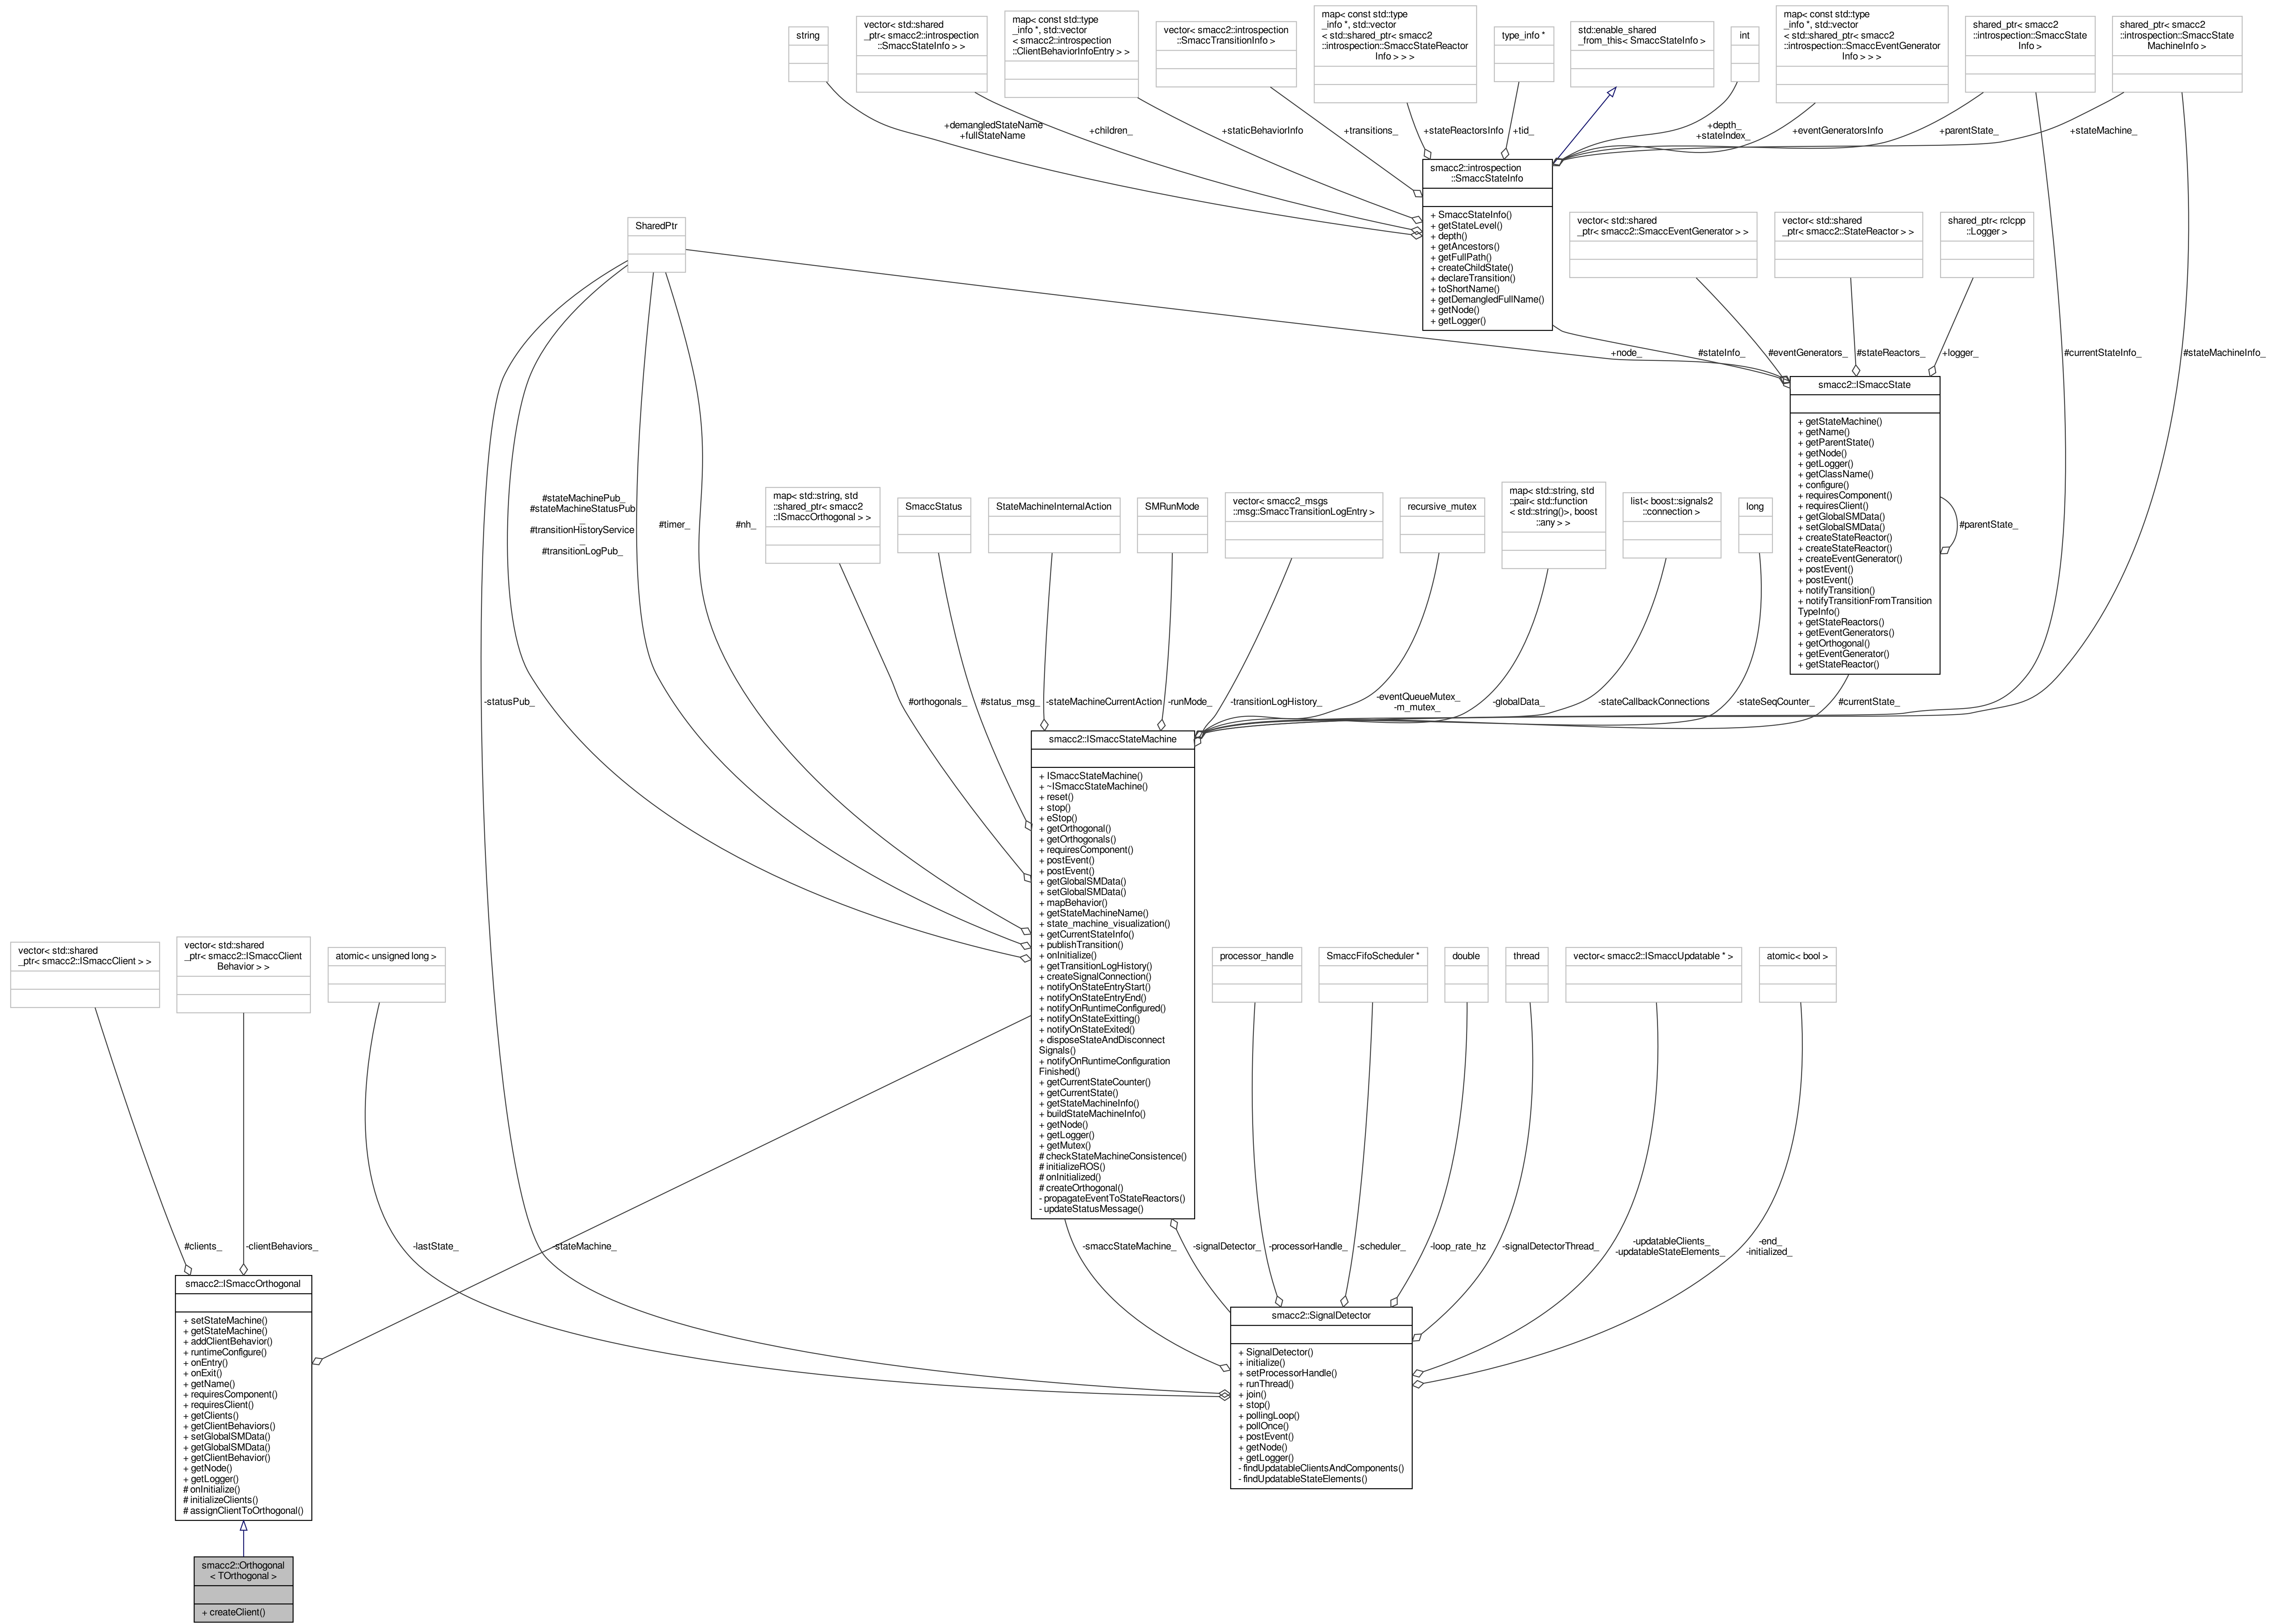 string
vector< std::shared
_ptr< smacc2::introspection
::SmaccStateInfo > >
map< const std::type
_info *, std::vector
< smacc2::introspection
::ClientBehaviorInfoEntry > >
vector< smacc2::introspection
::SmaccTransitionInfo >
map< const std::type
_info *, std::vector
< std::shared_ptr< smacc2
::introspection::SmaccStateReactor
Info > > >
type_info *
std::enable_shared
_from_this< SmaccStateInfo >
int
map< const std::type
_info *, std::vector
< std::shared_ptr< smacc2
::introspection::SmaccEventGenerator
Info > > >
shared_ptr< smacc2
::introspection::SmaccState
Info >
shared_ptr< smacc2
::introspection::SmaccState
MachineInfo >
+demangledStateName
+fullStateName
+children_
+staticBehaviorInfo
+transitions_
+stateReactorsInfo
+tid_
+depth_
+stateIndex_
+eventGeneratorsInfo
+parentState_
+stateMachine_
smacc2::introspection
::SmaccStateInfo
+ SmaccStateInfo()
+ getStateLevel()
+ depth()
+ getAncestors()
+ getFullPath()
+ createChildState()
+ declareTransition()
+ toShortName()
+ getDemangledFullName()
+ getNode()
+ getLogger()
SharedPtr
vector< std::shared
_ptr< smacc2::SmaccEventGenerator > >
vector< std::shared
_ptr< smacc2::StateReactor > >
shared_ptr< rclcpp
::Logger >
+node_
#stateInfo_
#eventGenerators_
#stateReactors_
+logger_
#currentStateInfo_
#stateMachineInfo_
smacc2::ISmaccState
+ getStateMachine()
+ getName()
+ getParentState()
+ getNode()
+ getLogger()
+ getClassName()
+ configure()
+ requiresComponent()
+ requiresClient()
+ getGlobalSMData()
+ setGlobalSMData()
+ createStateReactor()
+ createStateReactor()
+ createEventGenerator()
+ postEvent()
+ postEvent()
+ notifyTransition()
+ notifyTransitionFromTransition
TypeInfo()
+ getStateReactors()
+ getEventGenerators()
+ getOrthogonal()
+ getEventGenerator()
+ getStateReactor()
#parentState_
#stateMachinePub_
#stateMachineStatusPub
_
#transitionHistoryService
_
#transitionLogPub_
#timer_
#nh_
map< std::string, std
::shared_ptr< smacc2
::ISmaccOrthogonal > >
SmaccStatus
StateMachineInternalAction
SMRunMode
vector< smacc2_msgs
::msg::SmaccTransitionLogEntry >
recursive_mutex
map< std::string, std
::pair< std::function
< std::string()>, boost
::any > >
list< boost::signals2
::connection >
long
-statusPub_
#orthogonals_
#status_msg_
-stateMachineCurrentAction
-runMode_
-transitionLogHistory_
-eventQueueMutex_
-m_mutex_
-globalData_
-stateCallbackConnections
-stateSeqCounter_
#currentState_
smacc2::ISmaccStateMachine
+ ISmaccStateMachine()
+ ~ISmaccStateMachine()
+ reset()
+ stop()
+ eStop()
+ getOrthogonal()
+ getOrthogonals()
+ requiresComponent()
+ postEvent()
+ postEvent()
+ getGlobalSMData()
+ setGlobalSMData()
+ mapBehavior()
+ getStateMachineName()
+ state_machine_visualization()
+ getCurrentStateInfo()
+ publishTransition()
+ onInitialize()
+ getTransitionLogHistory()
+ createSignalConnection()
+ notifyOnStateEntryStart()
+ notifyOnStateEntryEnd()
+ notifyOnRuntimeConfigured()
+ notifyOnStateExitting()
+ notifyOnStateExited()
+ disposeStateAndDisconnect
Signals()
+ notifyOnRuntimeConfiguration
Finished()
+ getCurrentStateCounter()
+ getCurrentState()
+ getStateMachineInfo()
+ buildStateMachineInfo()
+ getNode()
+ getLogger()
+ getMutex()
# checkStateMachineConsistence()
# initializeROS()
# onInitialized()
# createOrthogonal()
- propagateEventToStateReactors()
- updateStatusMessage()
vector< std::shared
_ptr< smacc2::ISmaccClient > >
vector< std::shared
_ptr< smacc2::ISmaccClient
Behavior > >
atomic< unsigned long >
processor_handle
SmaccFifoScheduler *
double
thread
vector< smacc2::ISmaccUpdatable * >
atomic< bool >
#clients_
-clientBehaviors_
-lastState_
-stateMachine_
-smaccStateMachine_
-signalDetector_
-processorHandle_
-scheduler_
-loop_rate_hz
-signalDetectorThread_
-updatableClients_
-updatableStateElements_
-end_
-initialized_
smacc2::ISmaccOrthogonal
+ setStateMachine()
+ getStateMachine()
+ addClientBehavior()
+ runtimeConfigure()
+ onEntry()
+ onExit()
+ getName()
+ requiresComponent()
+ requiresClient()
+ getClients()
+ getClientBehaviors()
+ setGlobalSMData()
+ getGlobalSMData()
+ getClientBehavior()
+ getNode()
+ getLogger()
# onInitialize()
# initializeClients()
# assignClientToOrthogonal()
smacc2::SignalDetector
+ SignalDetector()
+ initialize()
+ setProcessorHandle()
+ runThread()
+ join()
+ stop()
+ pollingLoop()
+ pollOnce()
+ postEvent()
+ getNode()
+ getLogger()
- findUpdatableClientsAndComponents()
- findUpdatableStateElements()
smacc2::Orthogonal
< TOrthogonal >
+ createClient()